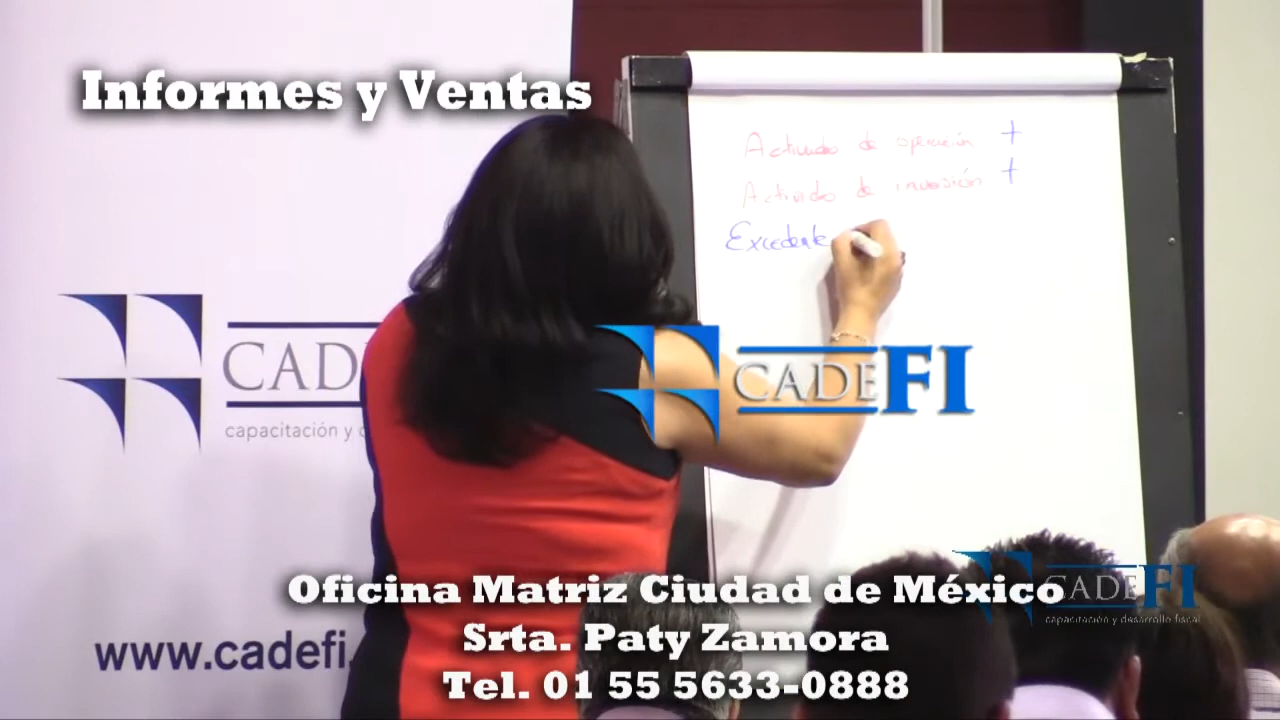 Informes y Ventas
Actividades de operación +
Actividades de inversión +
Excedente
CADE
capacitación y
CADEFI
CADEFI
capacitación y desarrollo fiscal
www.cadefi.
Oficina Matriz Ciudad de México
Srta. Paty Zamora
Tel. 01 55 5633-0888